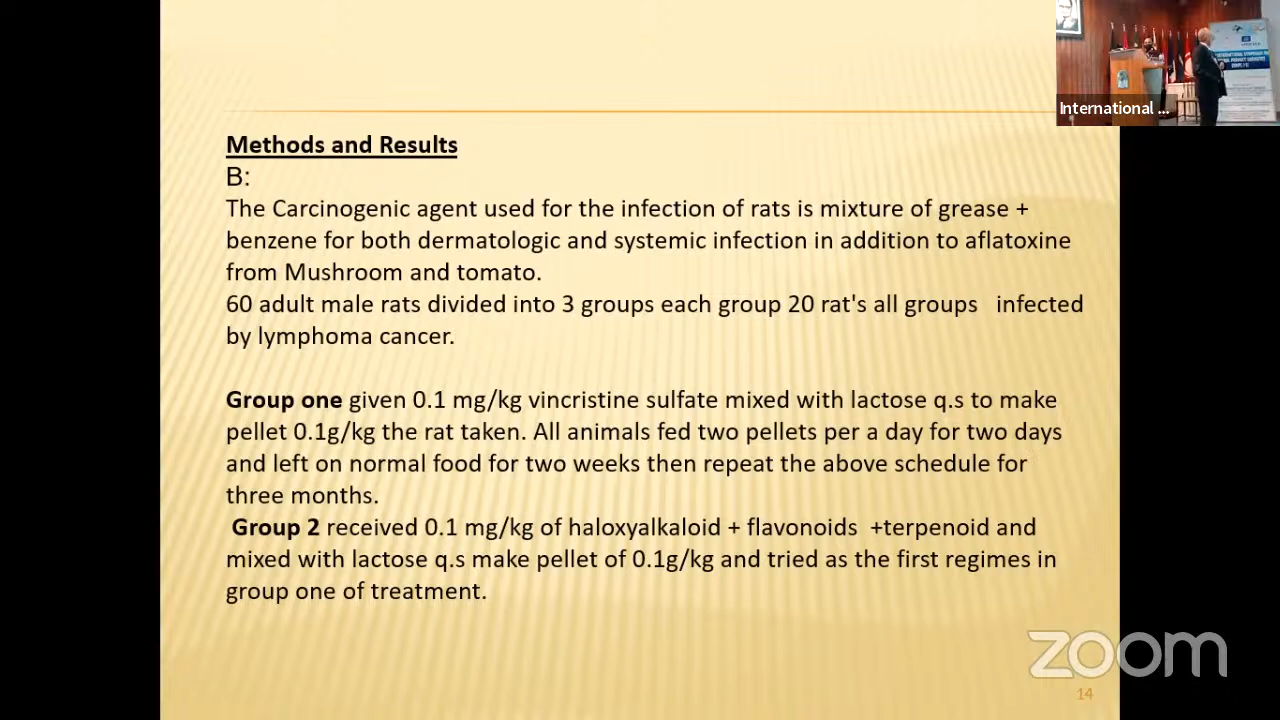 International ...
Methods and Results
B:
The Carcinogenic agent used for the infection of rats is mixture of grease +
benzene for both dermatologic and systemic infection in addition to aflatoxine
from Mushroom and tomato.
60 adult male rats divided into 3 groups each group 20 rat's all groups infected
by lymphoma cancer.
Group one given 0.1 mg/kg vincristine sulfate mixed with lactose q.s to make
pellet 0.1g/kg the rat taken. All animals fed two pellets per a day for two days
and left on normal food for two weeks then repeat the above schedule for
three months.
Group 2 received 0.1 mg/kg of haloxyalkaloid + flavonoids +terpenoid and
mixed with lactose q.s make pellet of 0.1g/kg and tried as the first regimes in
group one of treatment.
zoom
14